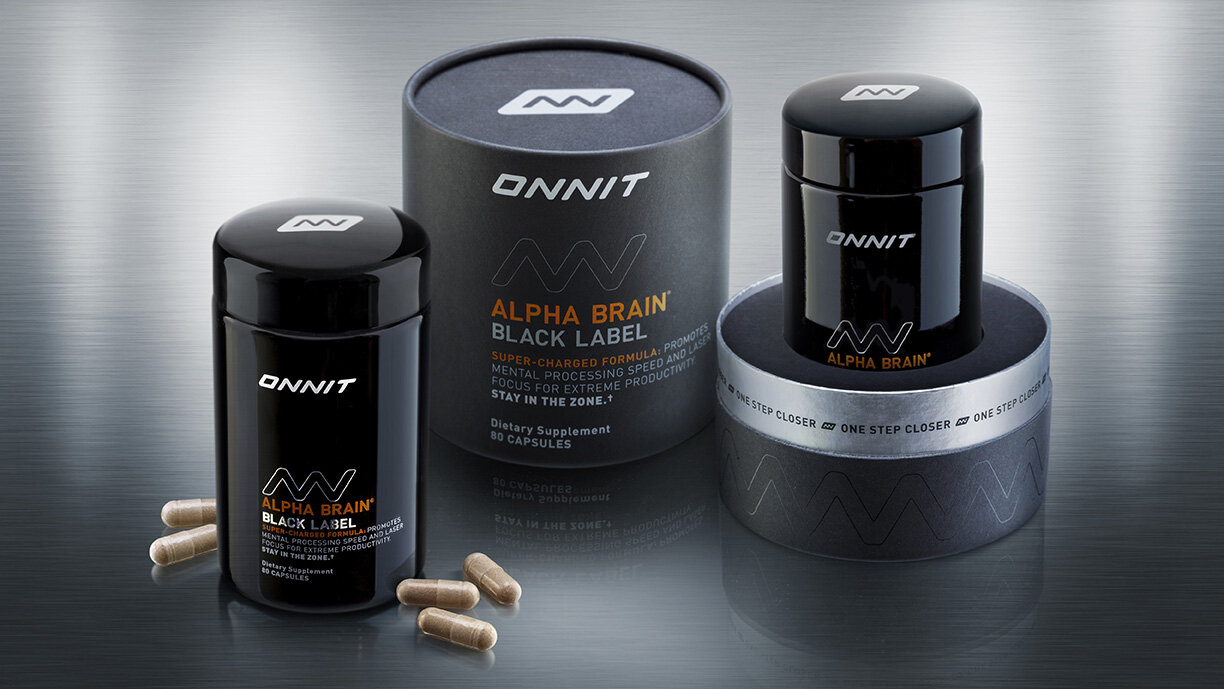 ONNIT
ALPHA BRAIN®
BLACK LABEL
SUPER-CHARGED FORMULA: PROMOTES
MENTAL PROCESSING SPEED AND LASER
FOCUS FOR EXTREME PRODUCTIVITY.
STAY IN THE ZONE.†
Dietary Supplement
80 CAPSULES
ONNIT
ALPHA BRAIN®
BLACK LABEL
SUPER-CHARGED FORMULA: PROMOTES
MENTAL PROCESSING SPEED AND LASER
FOCUS FOR EXTREME PRODUCTIVITY.
STAY IN THE ZONE.†
Dietary Supplement
80 CAPSULES
ONNIT
ALPHA BRAIN®
ONE STEP CLOSER ONE STEP CLOSER ONE STEP CLOSER